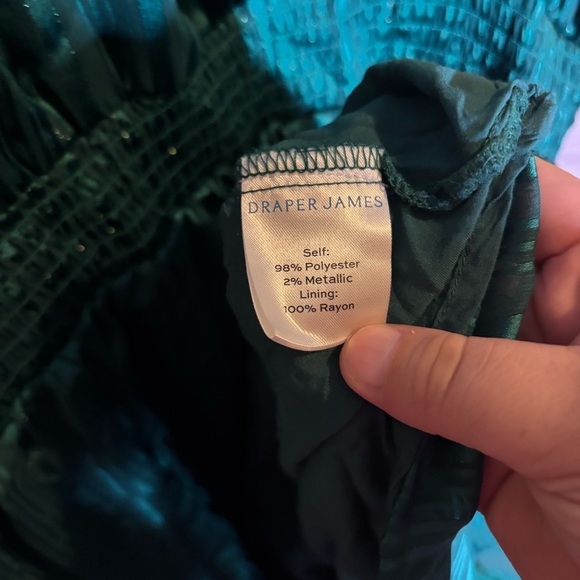 DRAPER JAMES
Self:
98% Polyester
2% Metallic
Lining:
100% Rayon